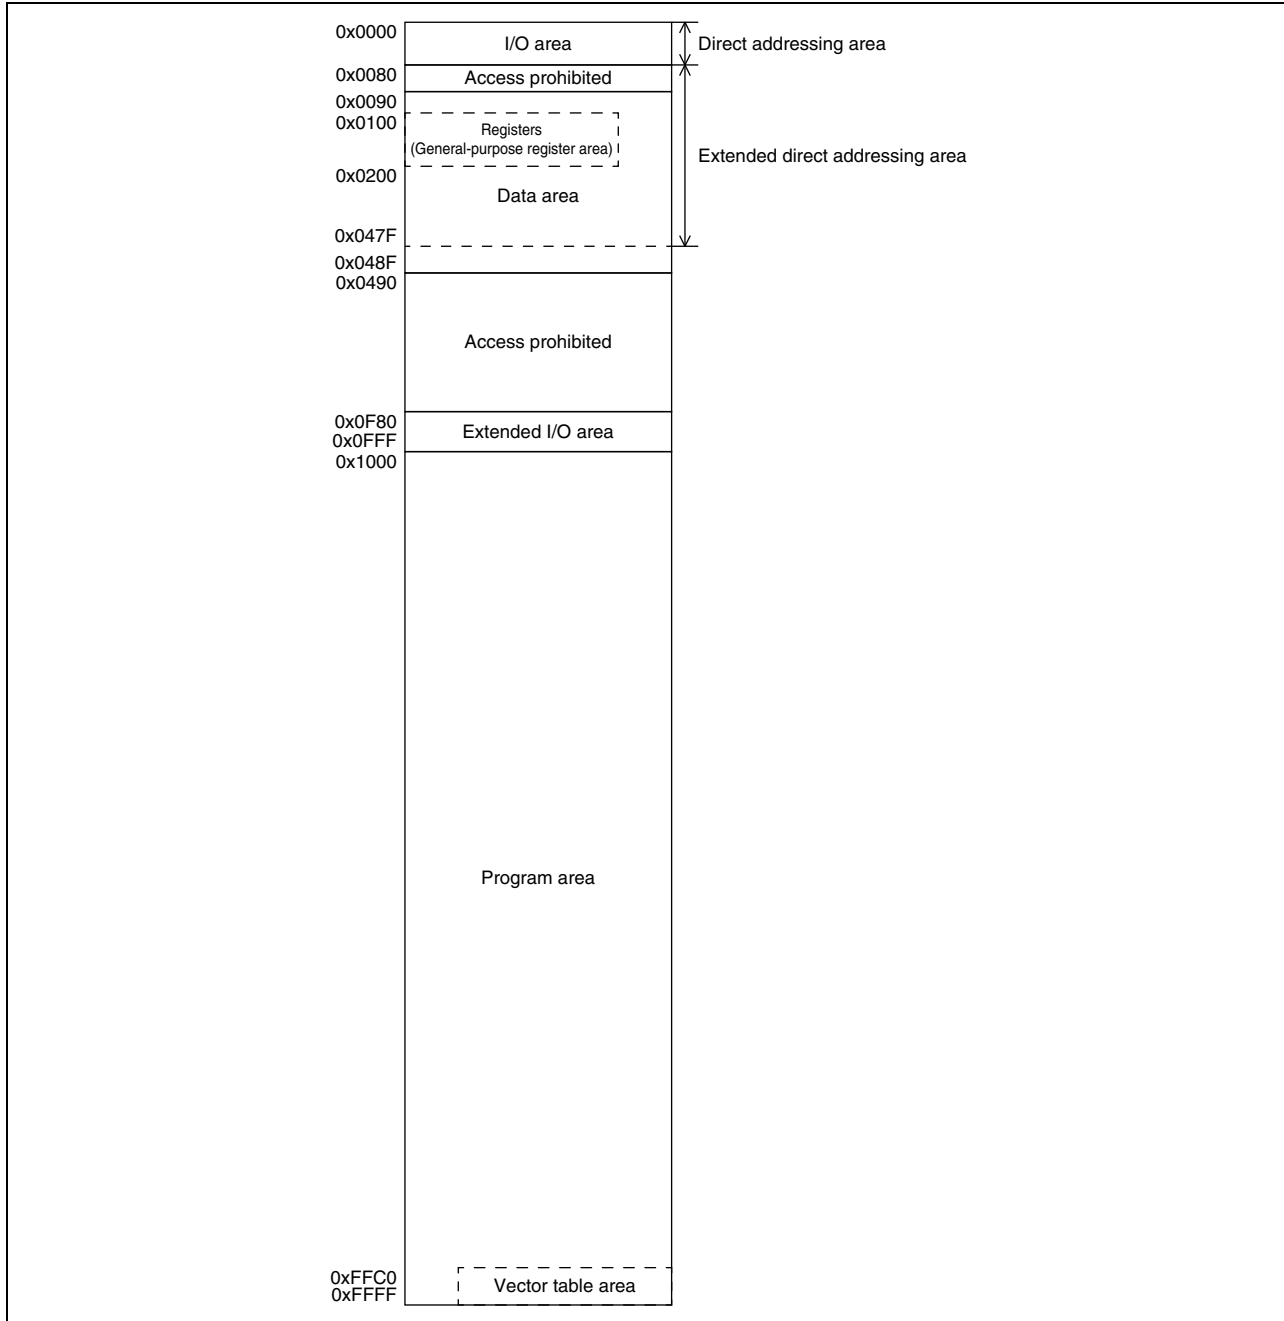 0x0000
I/O area
Direct addressing area
0x0080
Access prohibited
0x0090
0x0100
Registers
(General-purpose register area)
Extended direct addressing area
0x0200
Data area
0x047F
0x048F
0x0490
Access prohibited
0x0F80
Extended I/O area
0x0FFF
0x1000
Program area
0xFFC0
Vector table area
0xFFFF